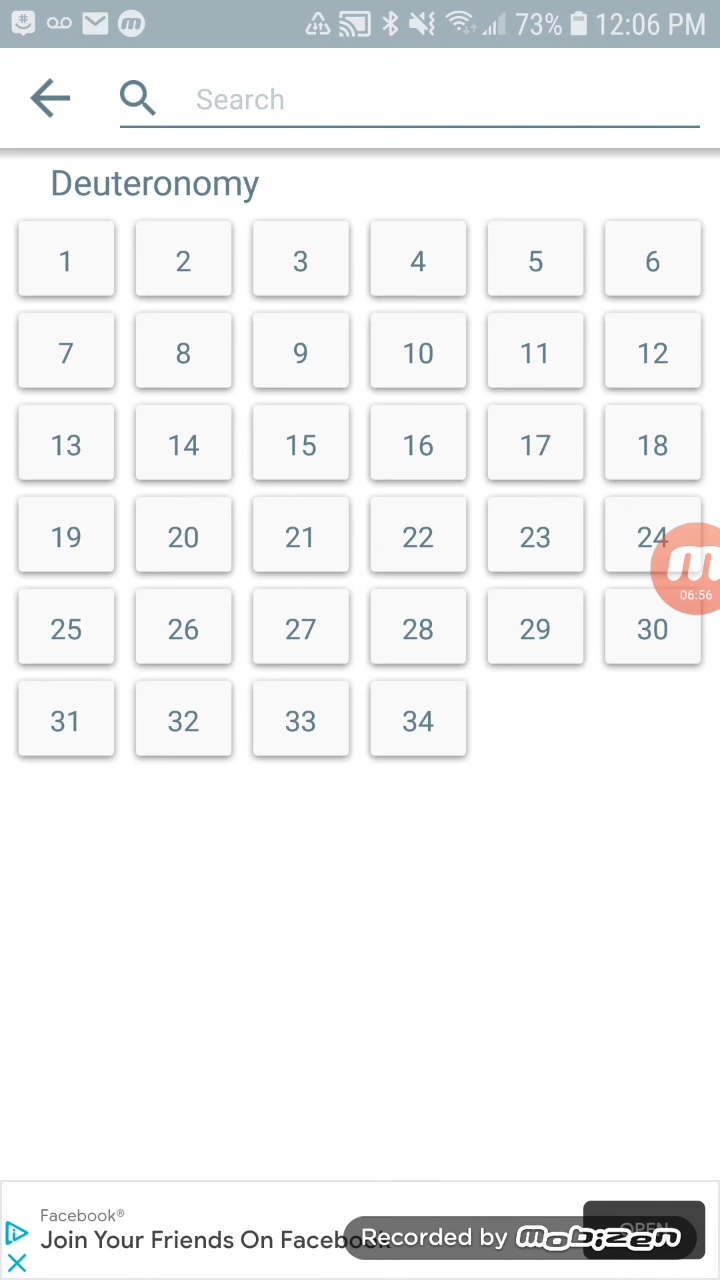 73% 12:06 PM
Search
Deuteronomy
1 2 3 4 5 6
7 8 9 10 11 12
13 14 15 16 17 18
19 20 21 22 23 24
06:56
25 26 27 28 29 30
31 32 33 34
Facebook®
Join Your Friends On Facebook
OPEN
Recorded by mobizen